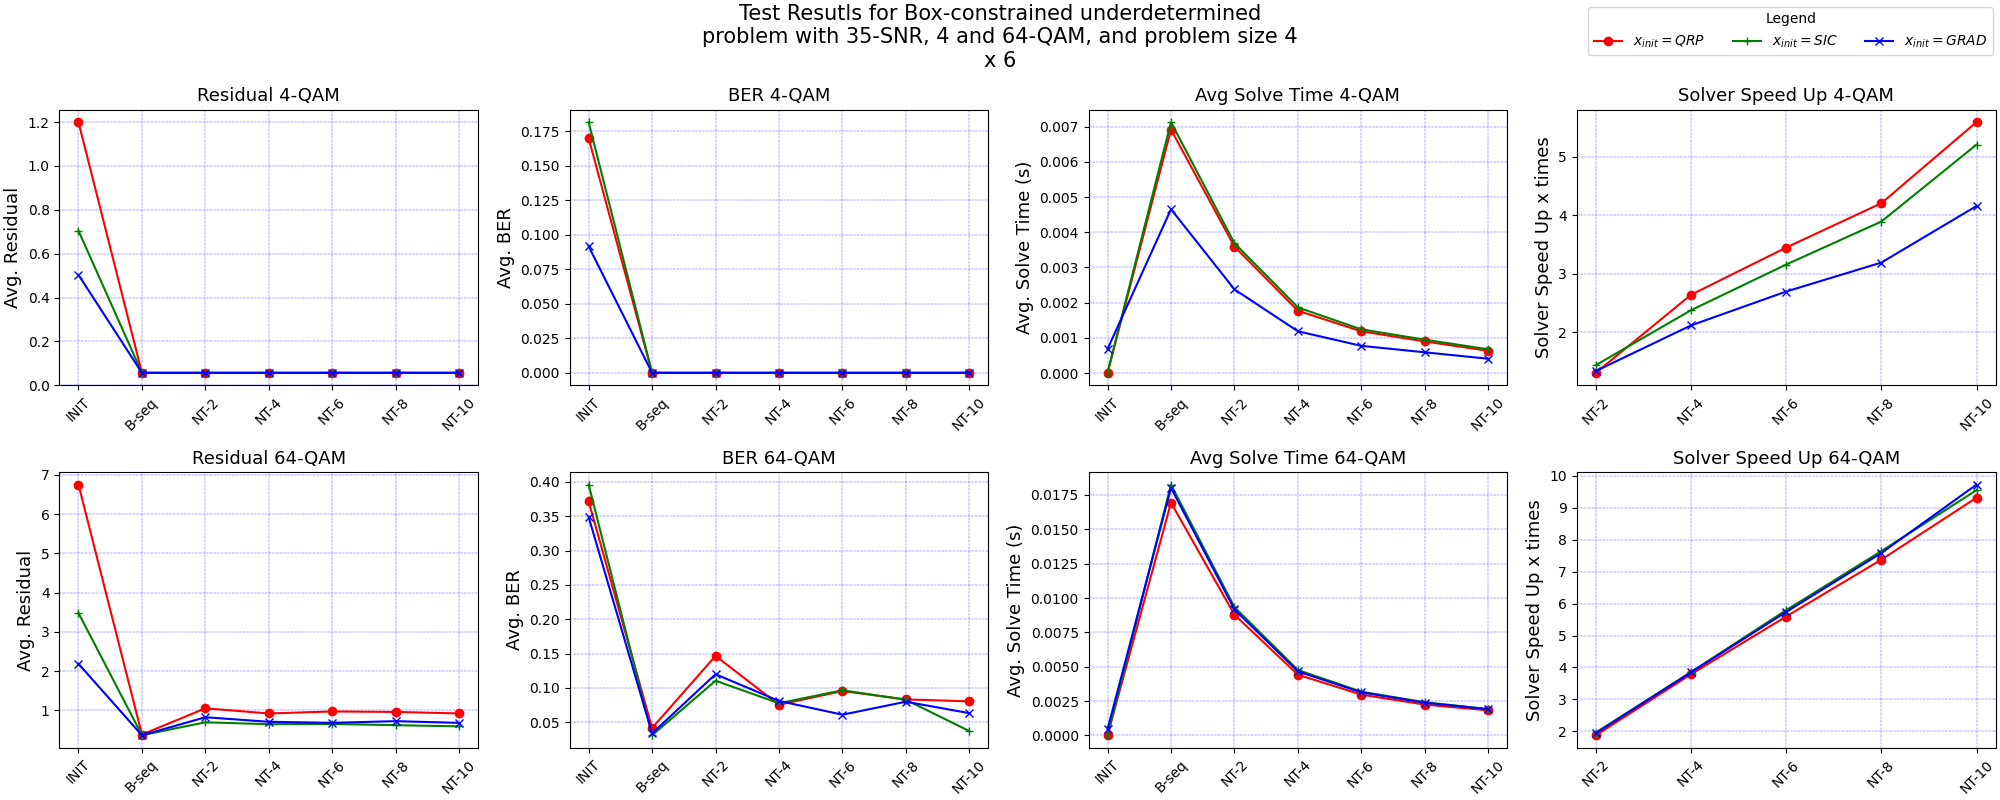 Test Resutls for Box-constrained underdetermined
problem with 35-SNR, 4 and 64-QAM, and problem size 4
x 6
Legend
x_init = QRP
x_init = SIC
x_init = GRAD
Residual 4-QAM
Avg. Residual
1.2
1.0
0.8
0.6
0.4
0.2
0.0
INIT B-seq NT-2 NT-4 NT-6 NT-8 NT-10
BER 4-QAM
Avg. BER
0.175
0.150
0.125
0.100
0.075
0.050
0.025
0.000
INIT B-seq NT-2 NT-4 NT-6 NT-8 NT-10
Avg Solve Time 4-QAM
Avg. Solve Time (s)
0.007
0.006
0.005
0.004
0.003
0.002
0.001
0.000
INIT B-seq NT-2 NT-4 NT-6 NT-8 NT-10
Solver Speed Up 4-QAM
Solver Speed Up x times
5
4
3
2
NT-2 NT-4 NT-6 NT-8 NT-10
Residual 64-QAM
Avg. Residual
7
6
5
4
3
2
1
INIT B-seq NT-2 NT-4 NT-6 NT-8 NT-10
BER 64-QAM
Avg. BER
0.40
0.35
0.30
0.25
0.20
0.15
0.10
0.05
INIT B-seq NT-2 NT-4 NT-6 NT-8 NT-10
Avg Solve Time 64-QAM
Avg. Solve Time (s)
0.0175
0.0150
0.0125
0.0100
0.0075
0.0050
0.0025
0.0000
INIT B-seq NT-2 NT-4 NT-6 NT-8 NT-10
Solver Speed Up 64-QAM
Solver Speed Up x times
10
9
8
7
6
5
4
3
2
NT-2 NT-4 NT-6 NT-8 NT-10